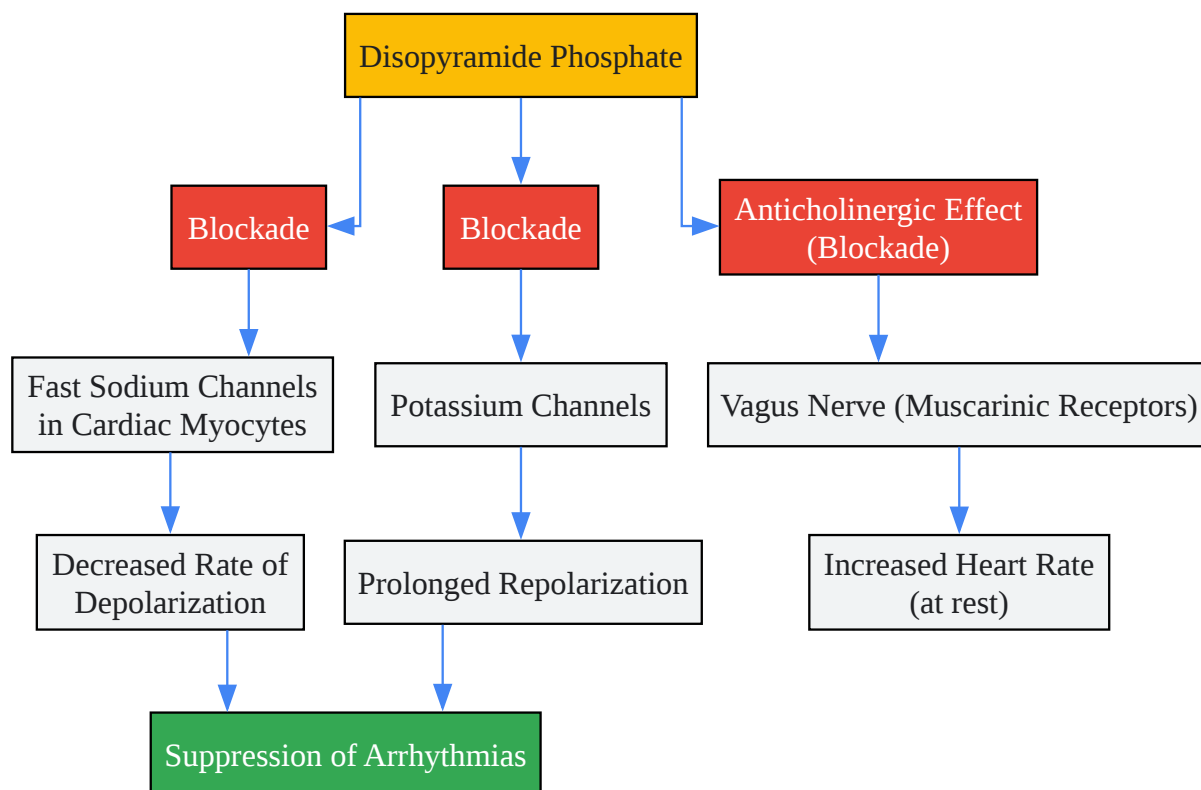 Disopyramide Phosphate
Blockade
Blockade
Anticholinergic Effect
(Blockade)
Fast Sodium Channels
in Cardiac Myocytes
Potassium Channels
Vagus Nerve (Muscarinic Receptors)
Decreased Rate of
Depolarization
Prolonged Repolarization
Increased Heart Rate
(at rest)
Suppression of Arrhythmias